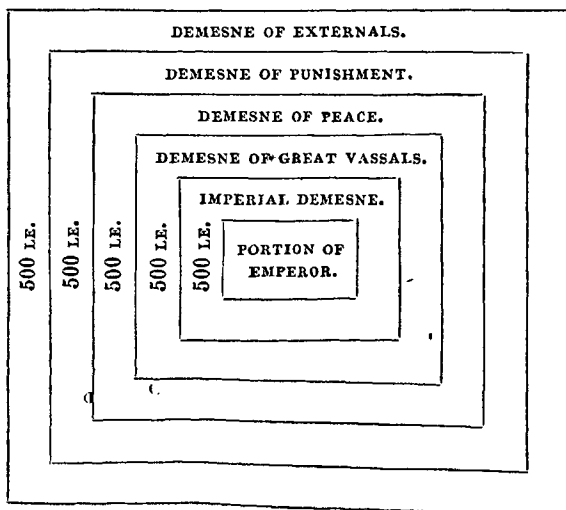 DEMESNE OF EXTERNALS.
DEMESNE OF PUNISHMENT.
DEMESNE OF PEACE.
DEMESNE OF GREAT VASSALS.
IMPERIAL DEMESNE.
PORTION OF
EMPEROR.
500 LE.
500 LE.
500 LE.
500 LE.
500 LE.